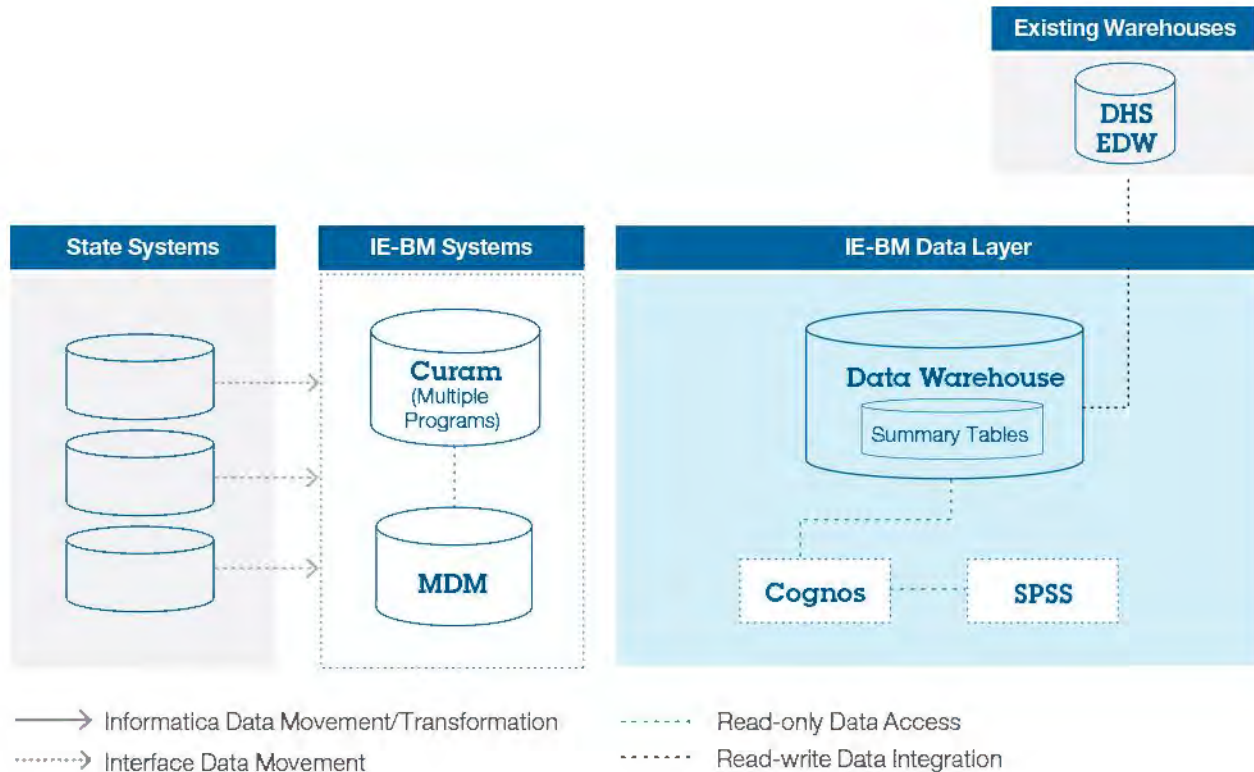 Existing Warehouses
DHS
EDW
State Systems
IE-BM Systems
IE-BM Data Layer
Curam
(Multiple
Programs)
MDM
Data Warehouse
Summary Tables
Cognos
SPSS
Informatica Data Movement/Transformation
Interface Data Movement
Read-only Data Access
Read-write Data Integration